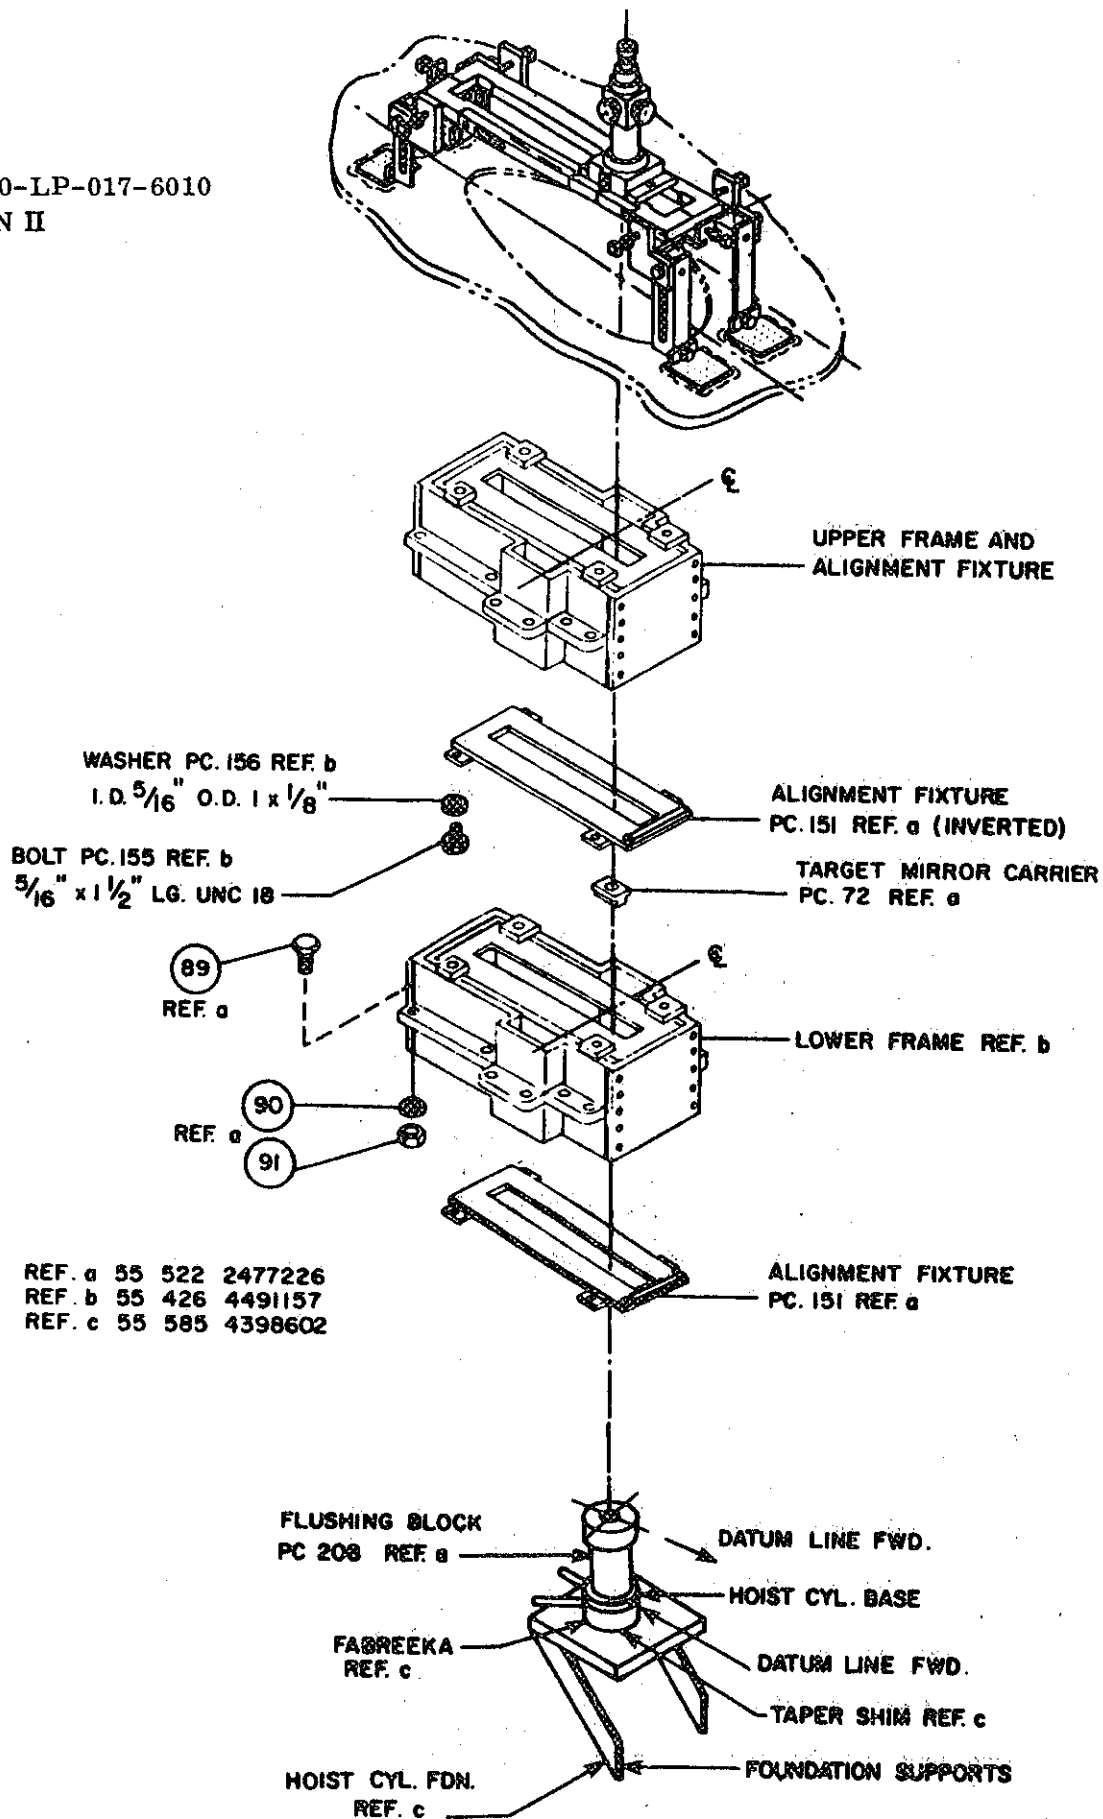 0-LP-017-6010
N II
℄
UPPER FRAME AND
ALIGNMENT FIXTURE
WASHER PC. 156 REF. b
I.D. 5/16" O.D. 1 x 1/8"
ALIGNMENT FIXTURE
PC. 151 REF. a (INVERTED)
BOLT PC. 155 REF. b
5/16" x 1 1/2" LG. UNC 18
TARGET MIRROR CARRIER
PC. 72 REF. a
89
REF. a
℄
LOWER FRAME REF. b
90
REF. a
91
REF. a 55 522 2477226
REF. b 55 426 4491157
REF. c 55 585 4398602
ALIGNMENT FIXTURE
PC. 151 REF. a
FLUSHING BLOCK
PC 208 REF. a
DATUM LINE FWD.
HOIST CYL. BASE
FABREEKA
REF. c
DATUM LINE FWD.
TAPER SHIM REF. c
FOUNDATION SUPPORTS
HOIST CYL. FDN.
REF. c